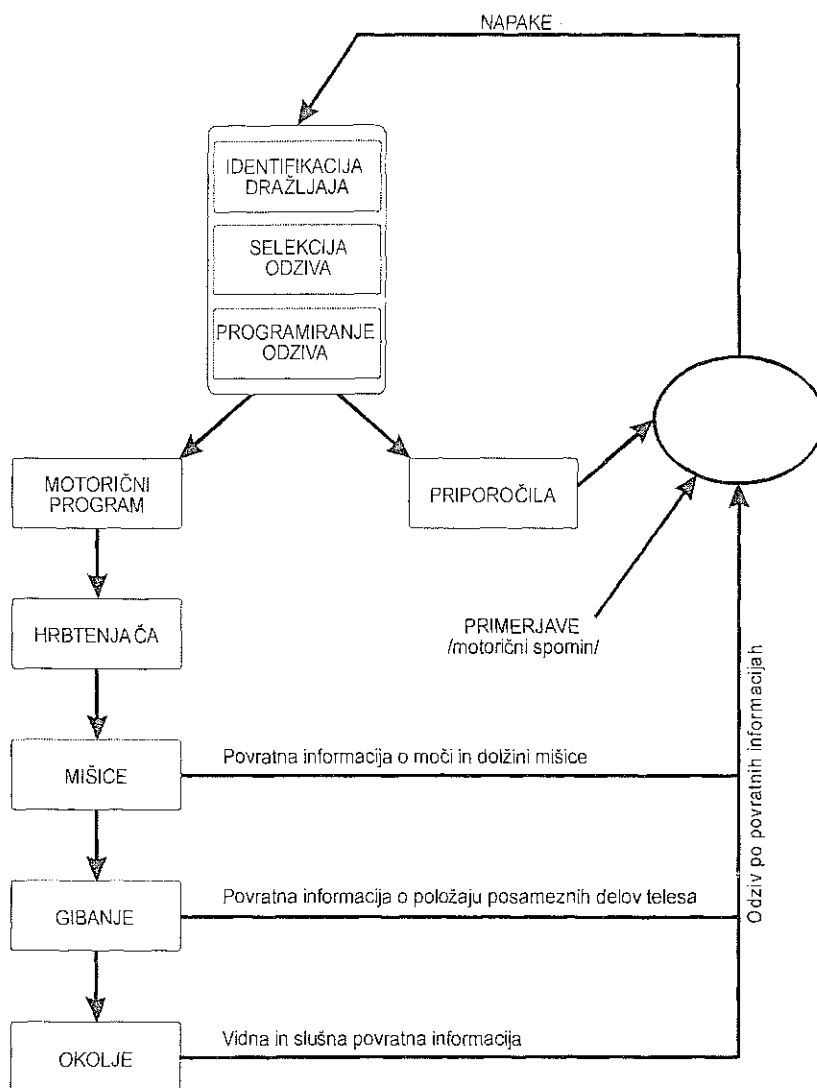 NAPAKE
IDENTIFIKACIJA
DRAŽLJAJA
SELEKCIJA
ODZIVA
PROGRAMIRANJE
ODZIVA
MOTORIČNI
PROGRAM
PRIPOROČILA
HRBTENJAČA
PRIMERJAVE
/motorični spomin/
MIŠICE
Povratna informacija o moči in dolžini mišice
GIBANJE
Povratna informacija o položaju posameznih delov telesa
OKOLJE
Vidna in slušna povratna informacija
Odziv po povratnih informacijah